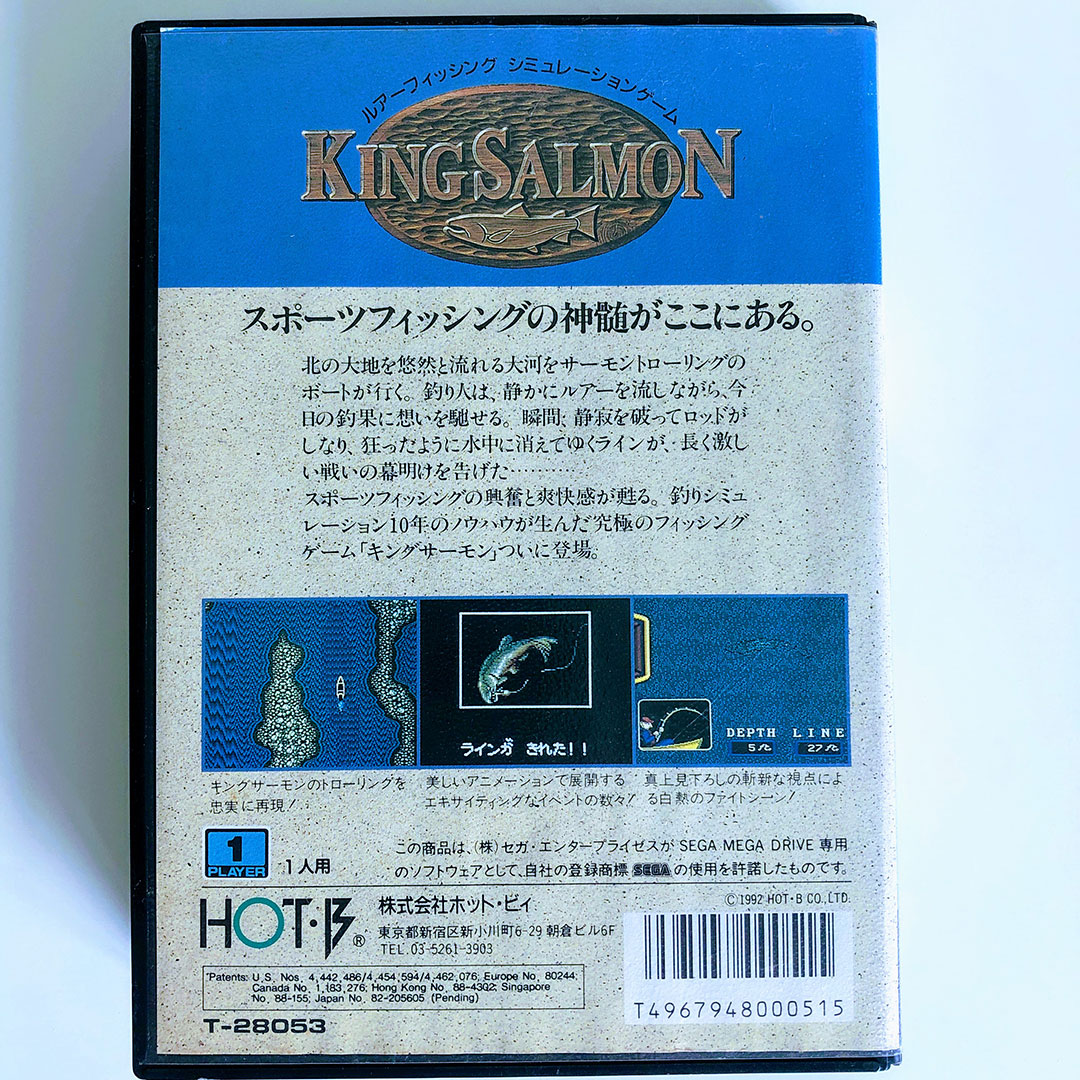 ルアーフィッシング シミュレーションゲーム
KING SALMON
スポーツフィッシングの神髄がここにある。
北の大地を悠然と流れる大河をサーモントローリングの
ボートが行く。釣り人は、静かにルアーを流しながら、今
日の釣果に想いを馳せる。瞬間、静寂を破ってロッドが
しなり、狂ったように水中に消えてゆくラインが、長く激し
い戦いの幕明けを告げた…………
スポーツフィッシングの興奮と爽快感が甦る。釣りシミュ
レーション10年のノウハウが生んだ究極のフィッシング
ゲーム「キングサーモン」ついに登場。
ラインが きれた!!
DEPTH LINE
5ft 27ft
キングサーモンのトローリングを
忠実に再現!
美しいアニメーションで展開する
エキサイティングなイベントの数々!
真上見下ろしの斬新な視点によ
る白熱のファイトシーン!
1
PLAYER
1人用
この商品は、(株)セガ・エンタープライゼスが SEGA MEGA DRIVE 専用
のソフトウェアとして、自社の登録商標 SEGA の使用を許諾したものです。
HOT・B®
株式会社ホット・ビィ
東京都新宿区新小川町6-29 朝倉ビル6F
TEL 03-5261-3903
© 1992 HOT・B CO., LTD.
Patents: U.S. Nos. 4,442,486/4,454,594/4,462,076; Europe No. 80244;
Canada No. 1,183,276; Hong Kong No. 88-4302; Singapore
No. 88-155; Japan No. 82-205605 (Pending)
T4967948000515
T-28053